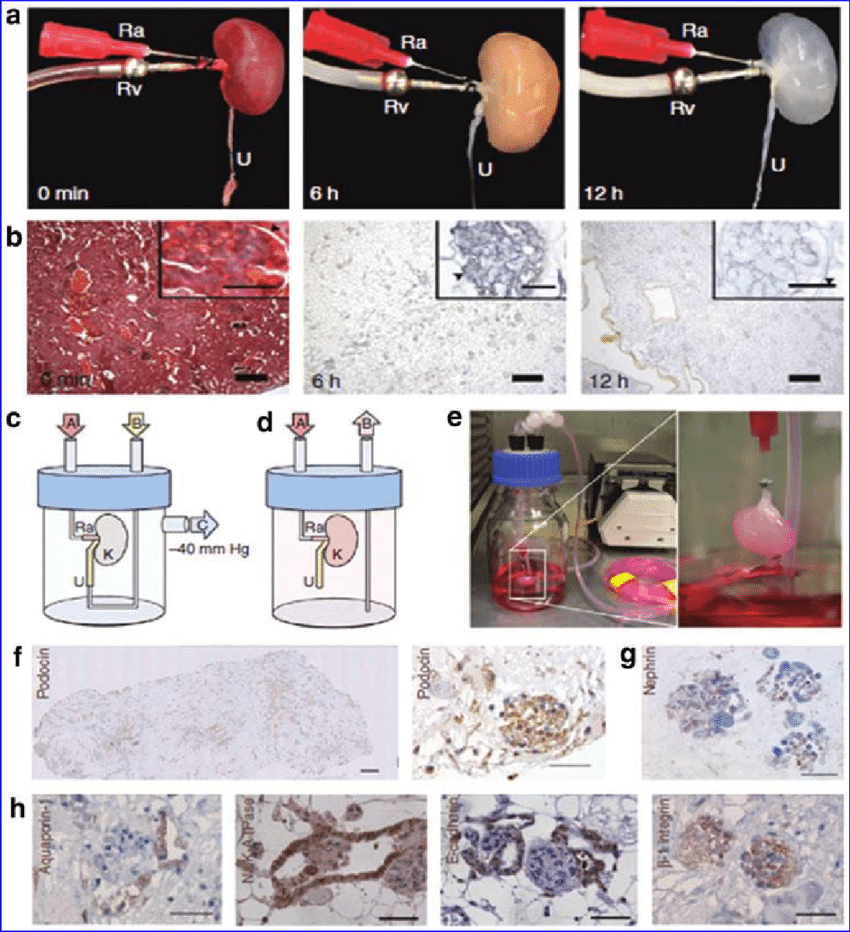 a
Ra
Rv
U
0 min
Ra
Rv
U
6 h
Ra
Rv
U
12 h
b
0 min
6 h
12 h
c
A
B
Ra
K
U
C
–40 mm Hg
d
A
B
Ra
K
U
e
f
Podocin
Podocin
g
Nephrin
h
Aquaporin-1
Na/K-ATPase
E-cadherin
β-1 integrin